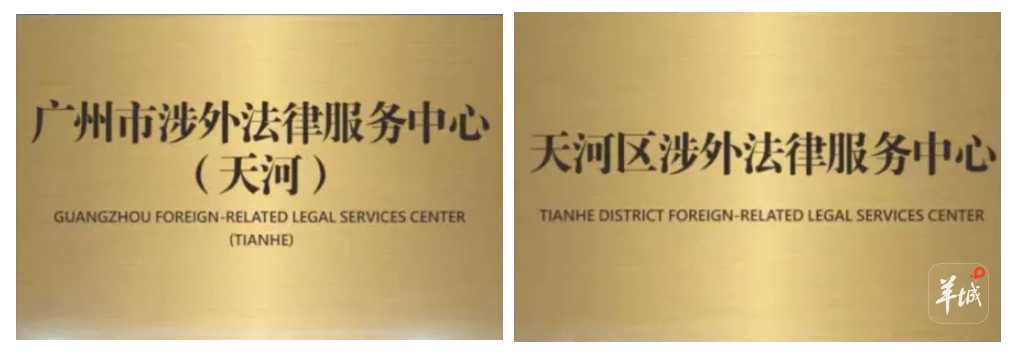 广州市涉外法律服务中心
（天河）
GUANGZHOU FOREIGN-RELATED LEGAL SERVICES CENTER
(TIANHE)
天河区涉外法律服务中心
TIANHE DISTRICT FOREIGN-RELATED LEGAL SERVICES CENTER
羊城